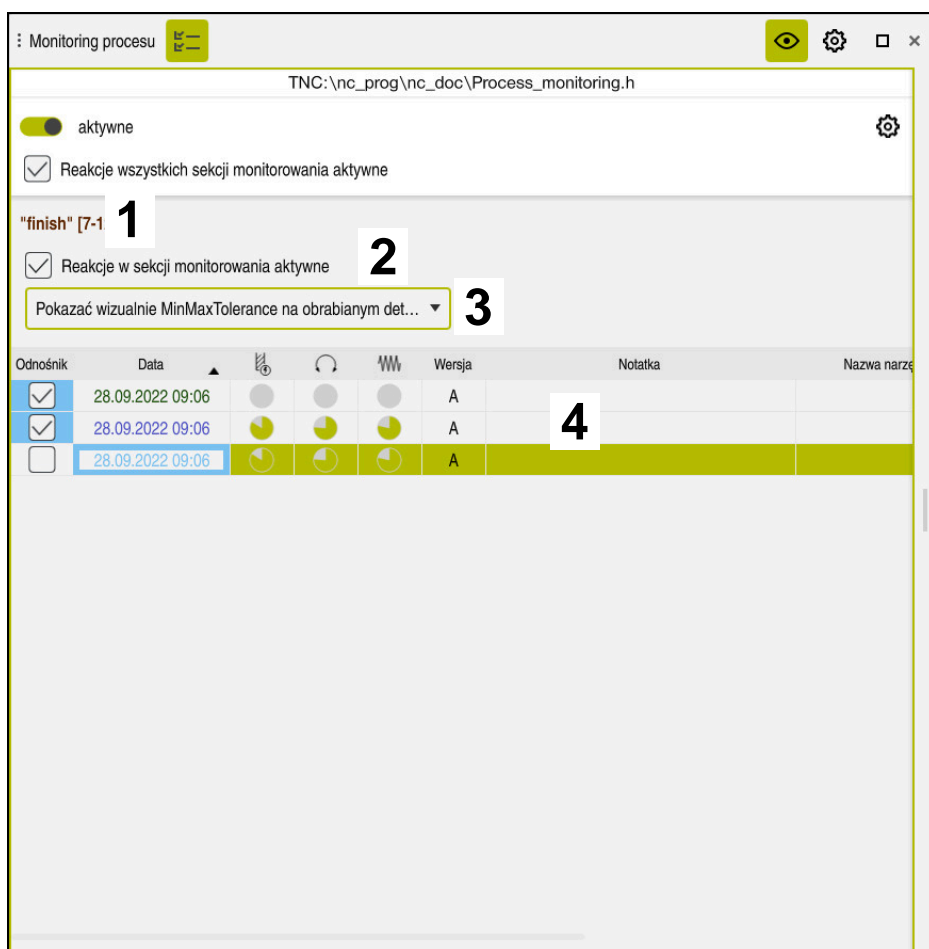 Monitoring procesu
TNC:\nc_prog\nc_doc\Process_monitoring.h
aktywne
Reakcje wszystkich sekcji monitorowania aktywne
1
"finish" [7-1
2
Reakcje w sekcji monitorowania aktywne
3
Pokazać wizualnie MinMaxTolerance na obrabianym det...
Odnośnik Data Wersja Notatka Nazwa narzę
28.09.2022 09:06 A
4
28.09.2022 09:06 A
28.09.2022 09:06 A